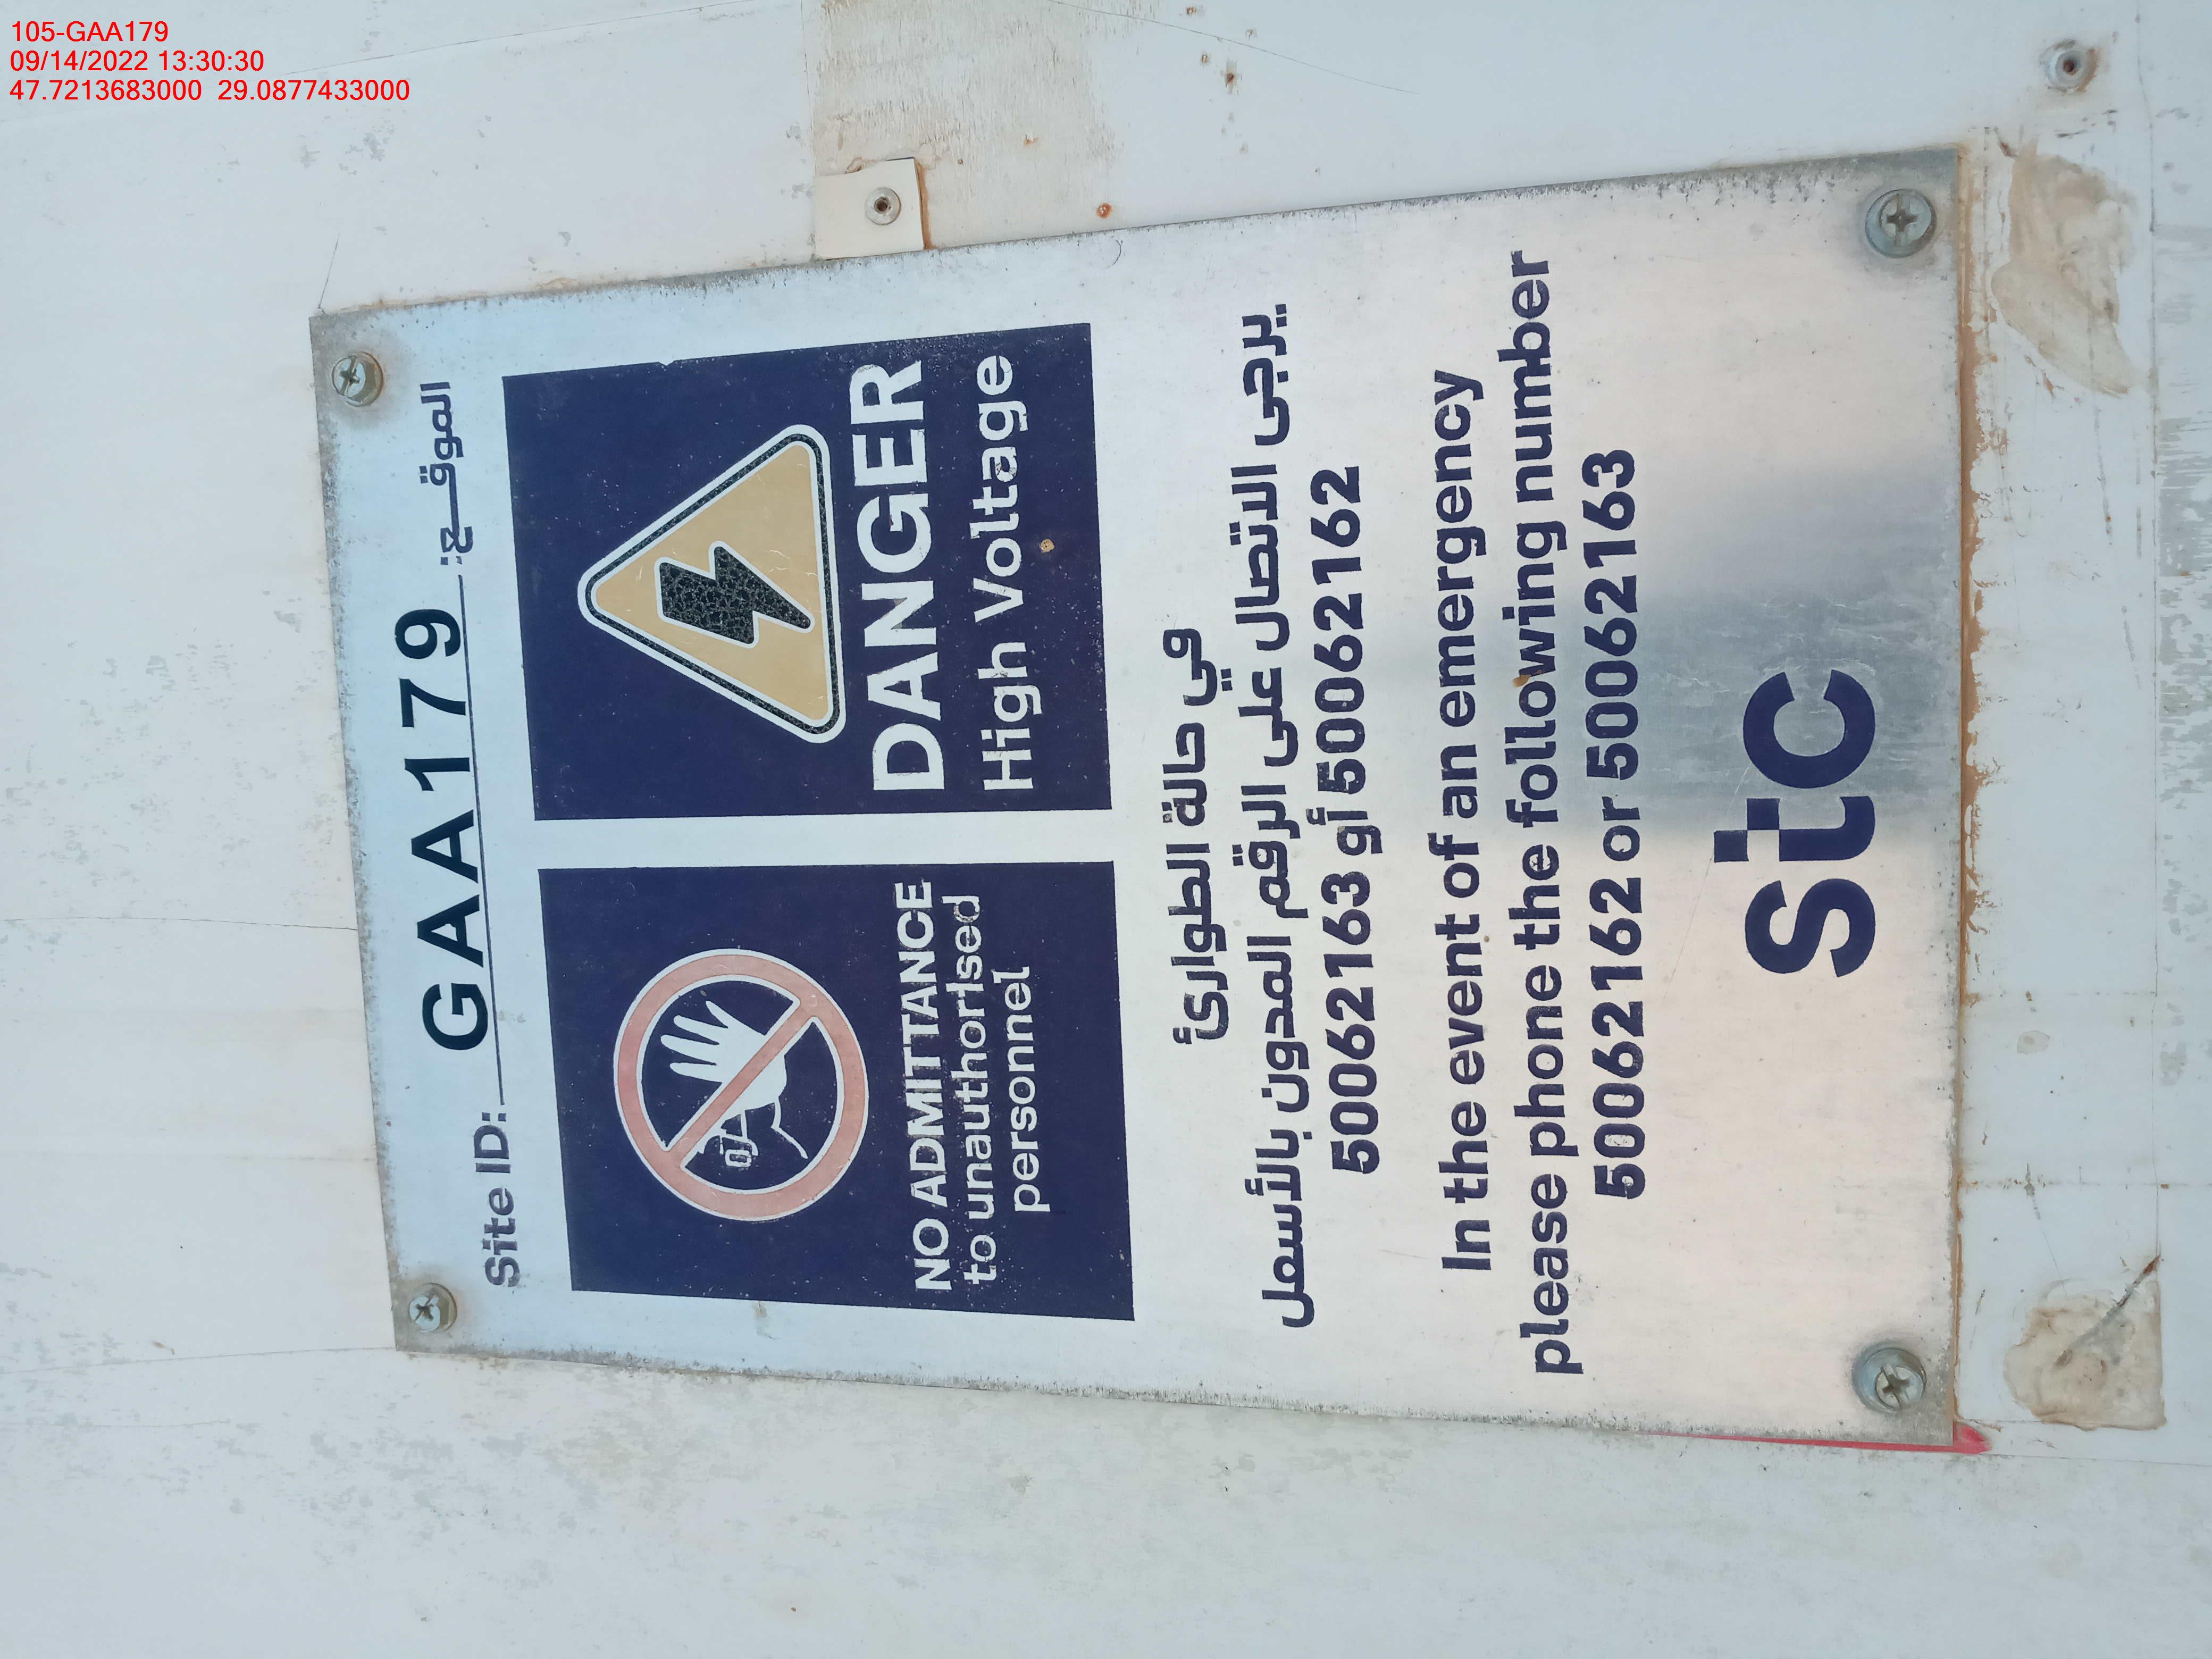 105-GAA179
09/14/2022 13:30:30
47.7213683000 29.0877433000
Site ID: GAA179 الموقــع:
NO ADMITTANCE
to unauthorised
personnel
DANGER
High Voltage
في حالة الطوارئ
يرجى الاتصال على الرقم المدون بالأسفل
50062162 أو 50062163
In the event of an emergency
please phone the following number
50062162 or 50062163
stc